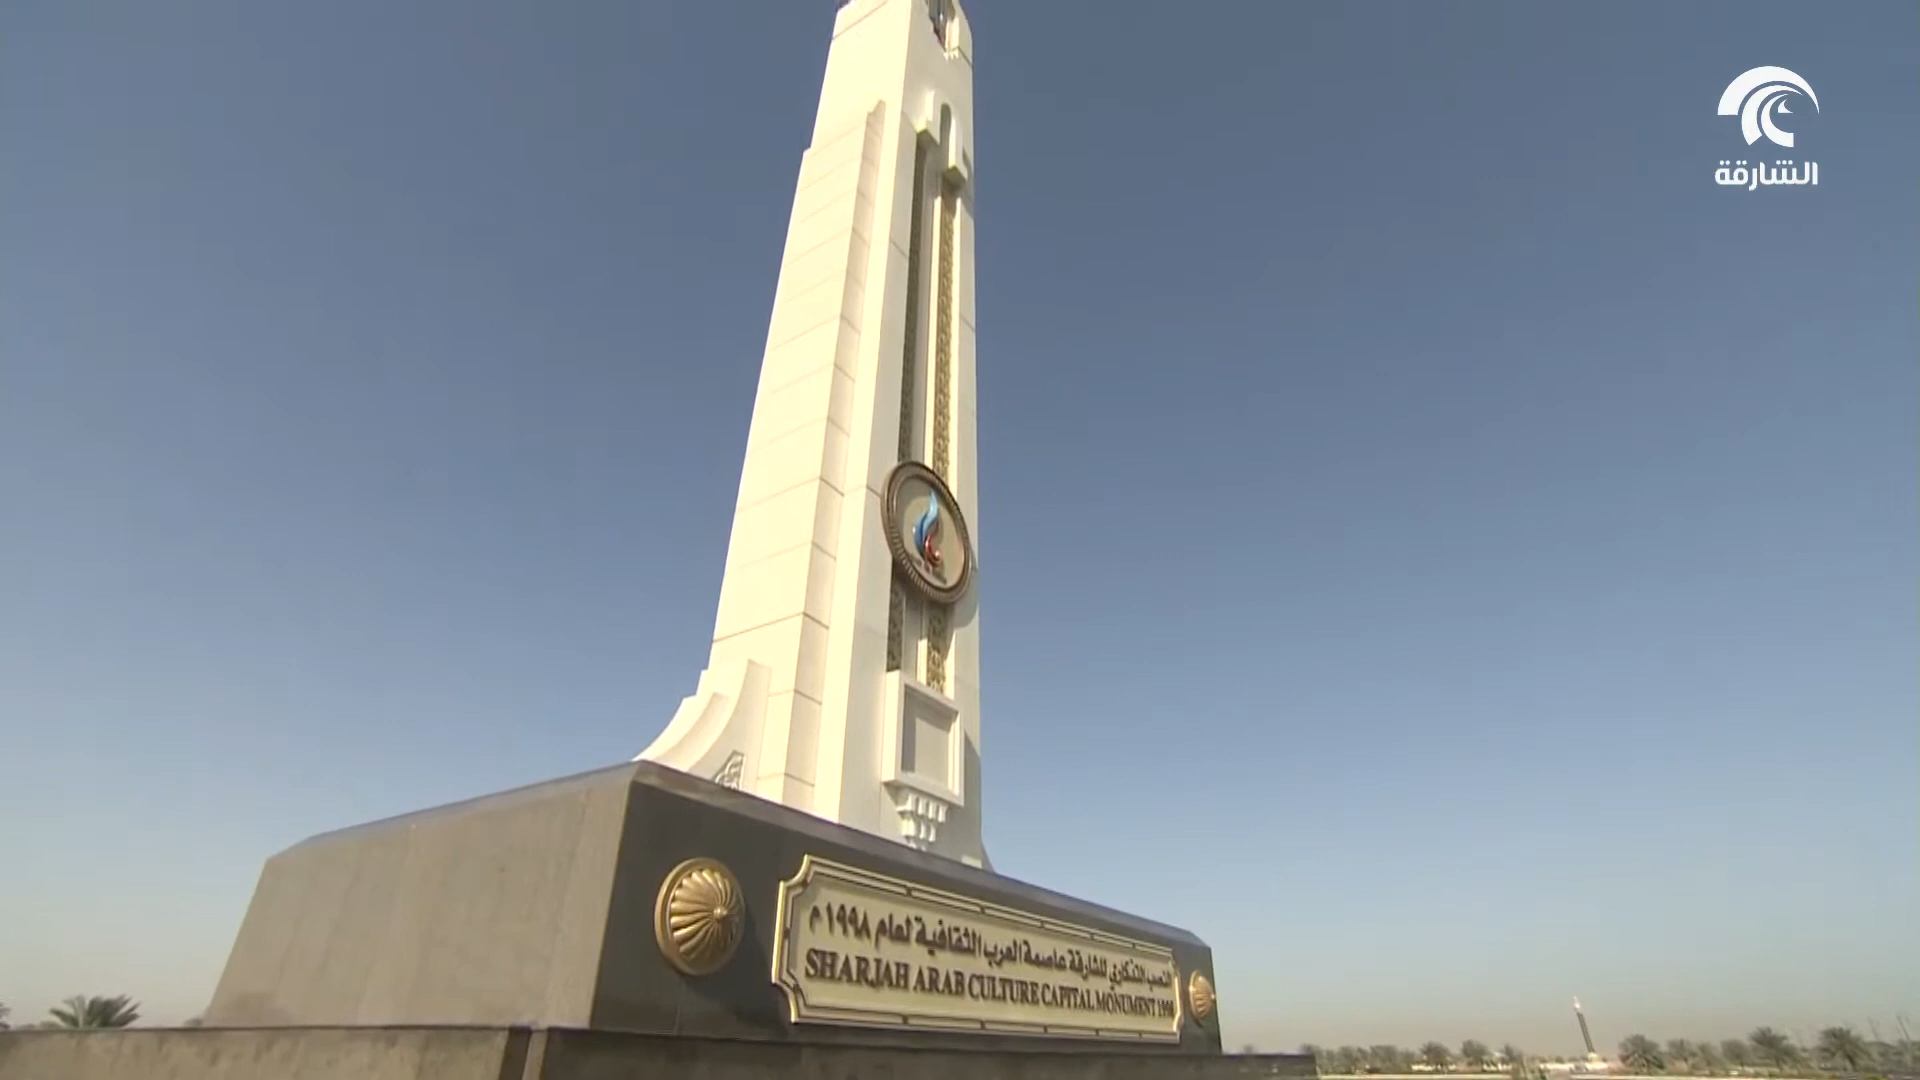 الشارقة
النصب التذكاري للشارقة عاصمة العرب الثقافية لعام ١٩٩٨م
SHARJAH ARAB CULTURE CAPITAL MONUMENT 1998